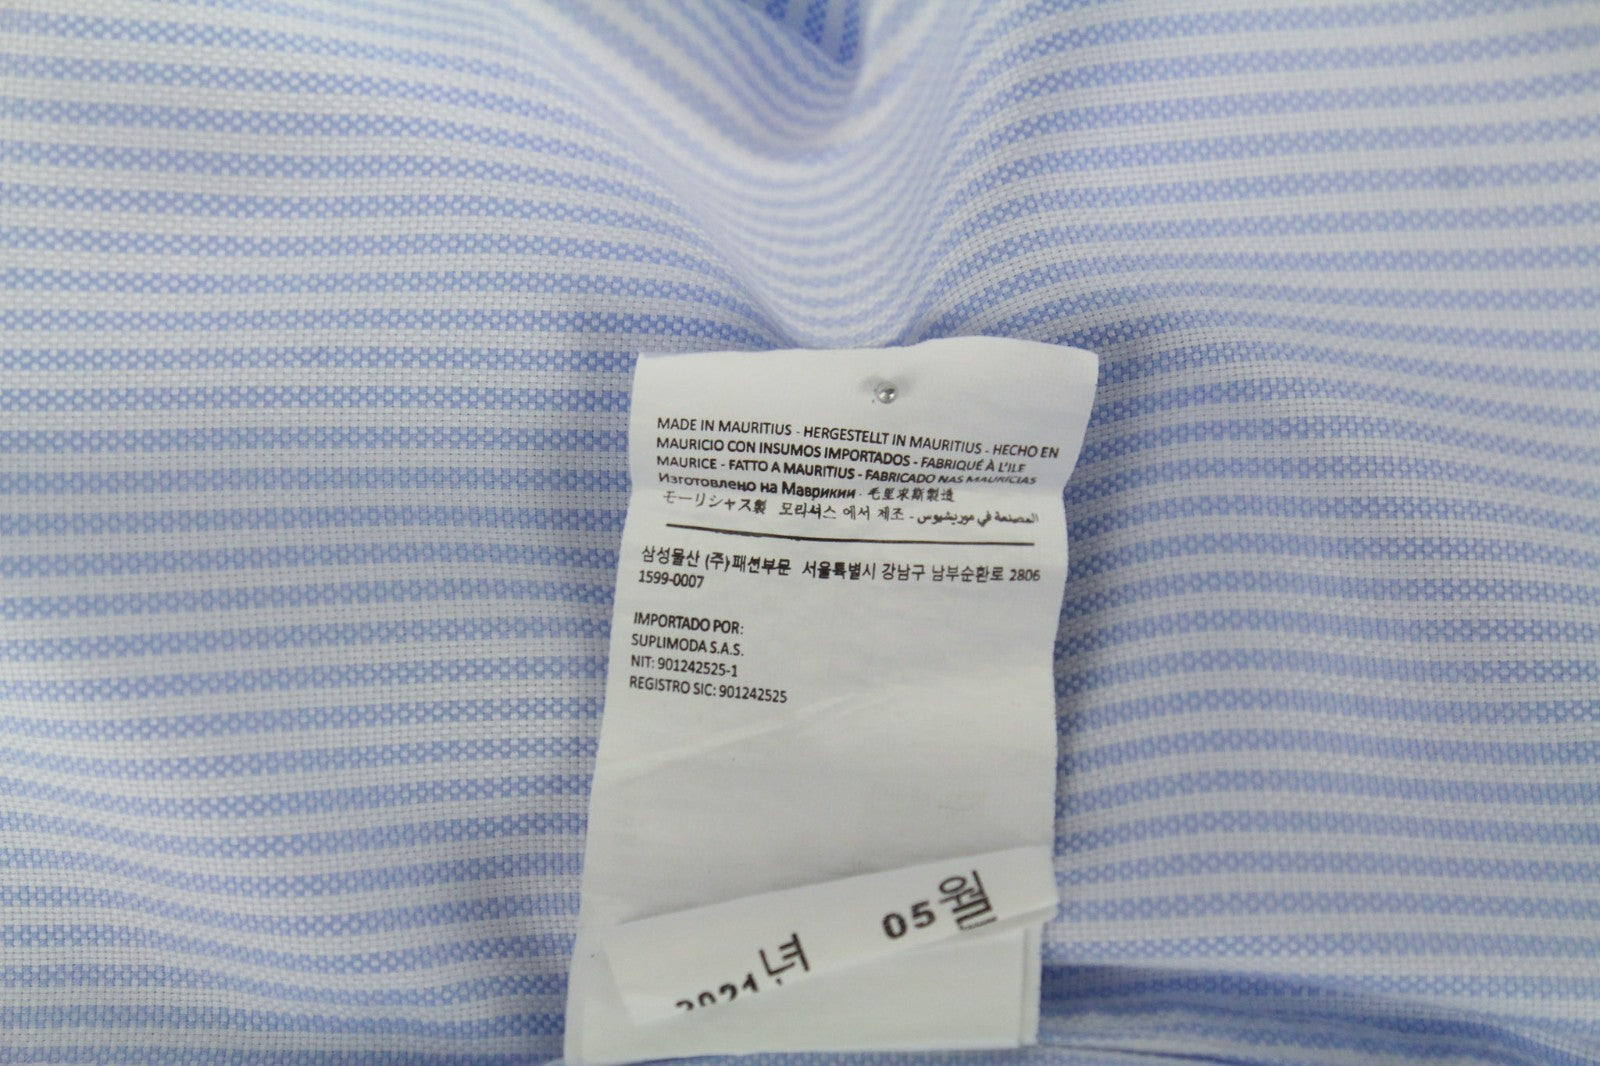 MADE IN MAURITIUS - HERGESTELLT IN MAURITIUS - HECHO EN
MAURICIO CON INSUMOS IMPORTADOS - FABRIQUÉ À L'ILE
MAURICE - FATTO A MAURITIUS - FABRICADO NAS MAURICIAS
Изготовлено на Маврикии - 毛里求斯製造
モーリシャス製 모리셔스 에서 제조 - المصنعة في موريشيوس
삼성물산 (주)패션부문 서울특별시 강남구 남부순환로 2806
1599-0007
IMPORTADO POR:
SUPLIMODA S.A.S.
NIT: 901242525-1
REGISTRO SIC: 901242525
2021년 05월